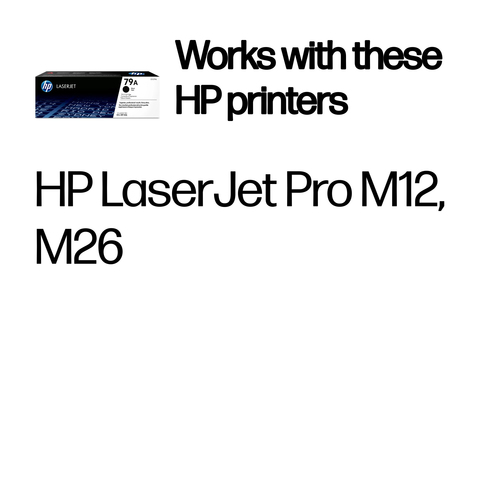 Works with these
HP printers
hp
LASERJET
79A
HP LaserJet Pro M12,
M26